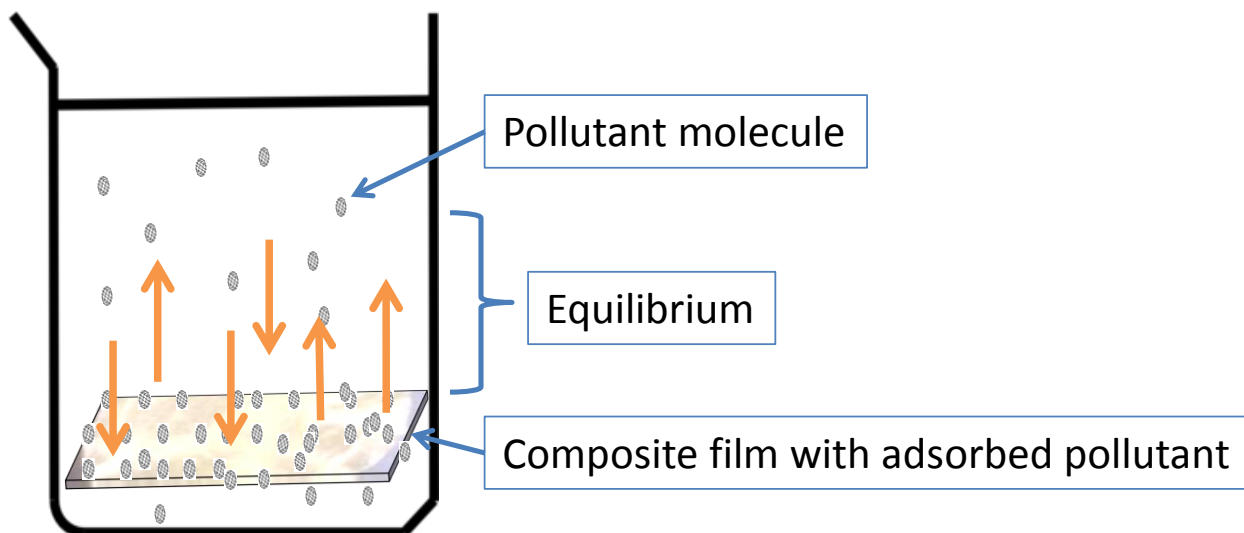 Pollutant molecule
Equilibrium
Composite film with adsorbed pollutant